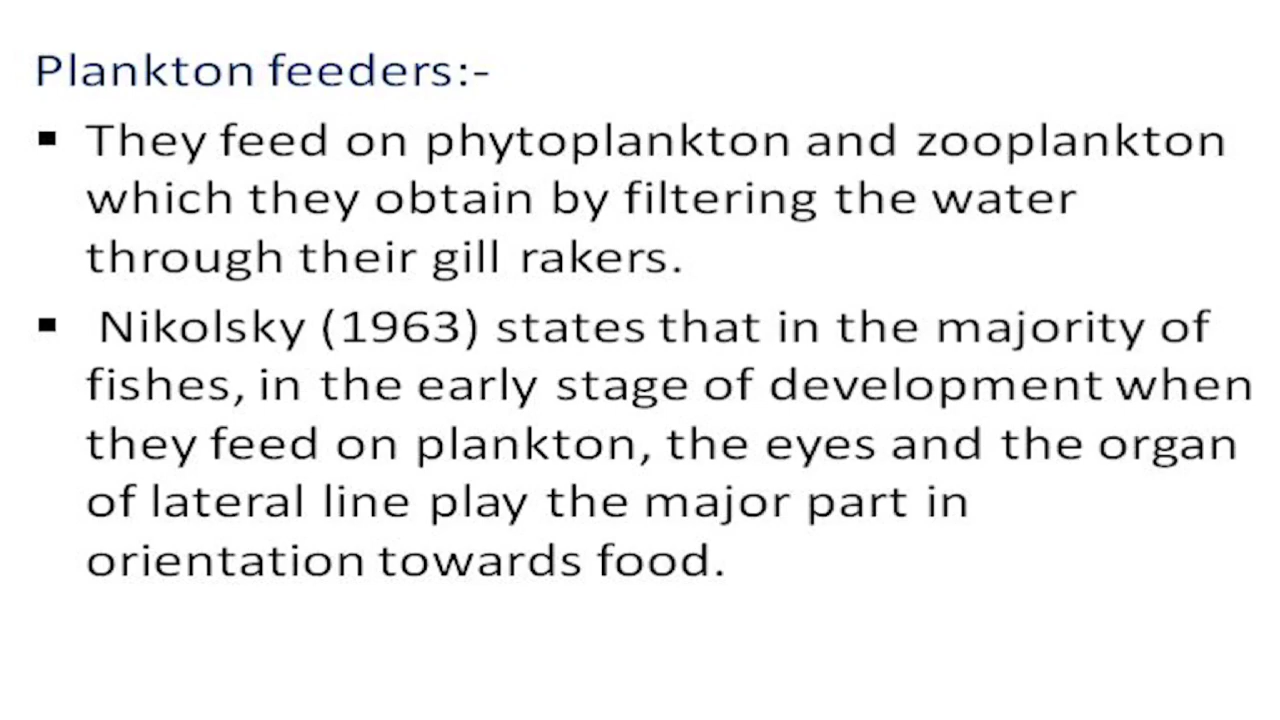 Plankton feeders:-
▪ They feed on phytoplankton and zooplankton
which they obtain by filtering the water
through their gill rakers.
▪ Nikolsky (1963) states that in the majority of
fishes, in the early stage of development when
they feed on plankton, the eyes and the organ
of lateral line play the major part in
orientation towards food.